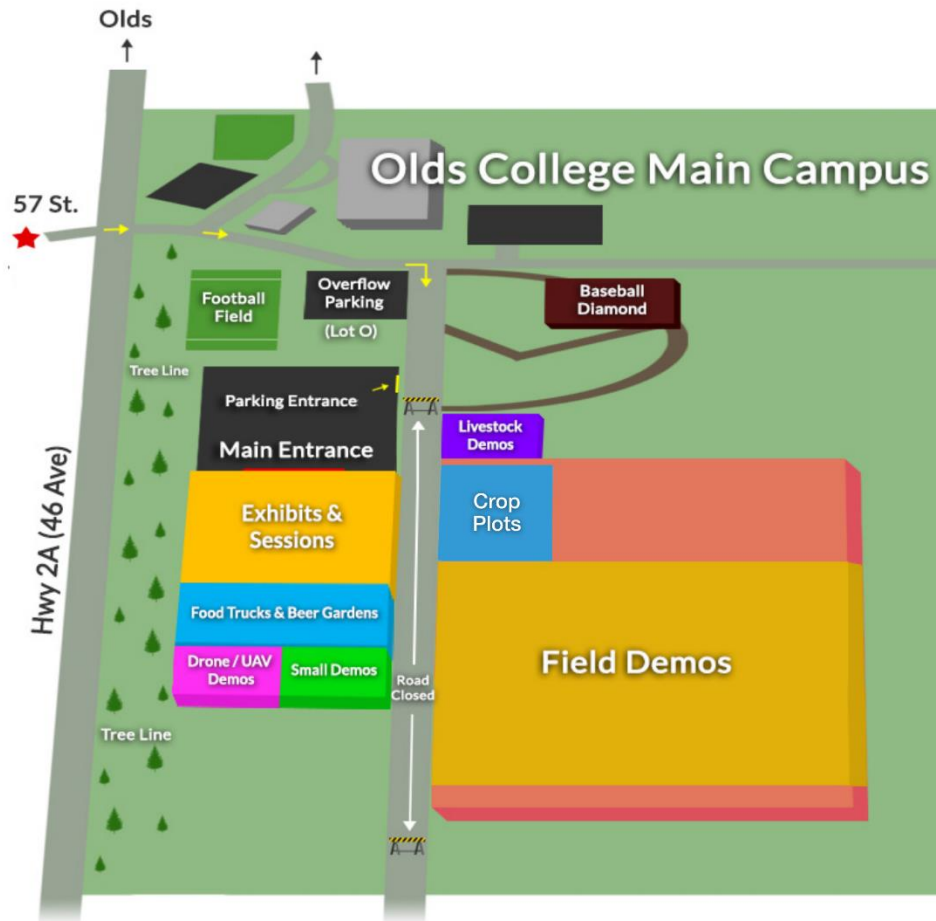 Olds
Olds College Main Campus
57 St.
Football
Field
Overflow
Parking
(Lot O)
Baseball
Diamond
Tree Line
Parking Entrance
Main Entrance
Livestock
Demos
Exhibits &
Sessions
Crop
Plots
Hwy 2A (46 Ave)
Food Trucks & Beer Gardens
Drone / UAV
Demos
Small Demos
Road
Closed
Field Demos
Tree Line